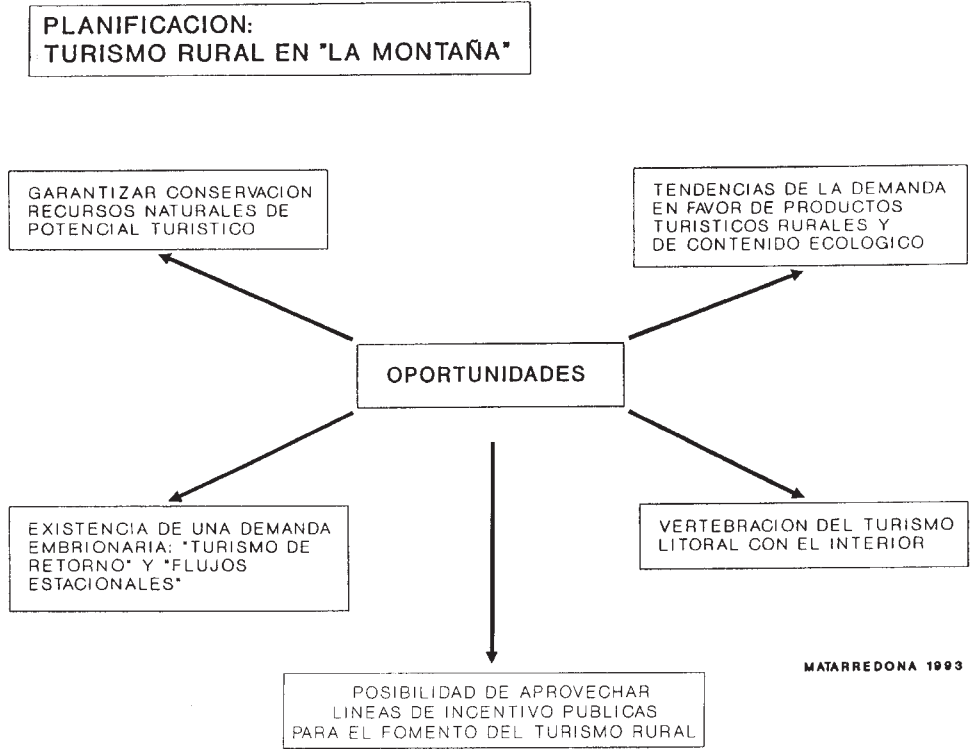 PLANIFICACION:
TURISMO RURAL EN "LA MONTAÑA"
GARANTIZAR CONSERVACION
RECURSOS NATURALES DE
POTENCIAL TURISTICO
TENDENCIAS DE LA DEMANDA
EN FAVOR DE PRODUCTOS
TURISTICOS RURALES Y
DE CONTENIDO ECOLOGICO
OPORTUNIDADES
EXISTENCIA DE UNA DEMANDA
EMBRIONARIA: "TURISMO DE
RETORNO" Y "FLUJOS
ESTACIONALES"
VERTEBRACION DEL TURISMO
LITORAL CON EL INTERIOR
POSIBILIDAD DE APROVECHAR
LINEAS DE INCENTIVO PUBLICAS
PARA EL FOMENTO DEL TURISMO RURAL
MATARREDONA 1993